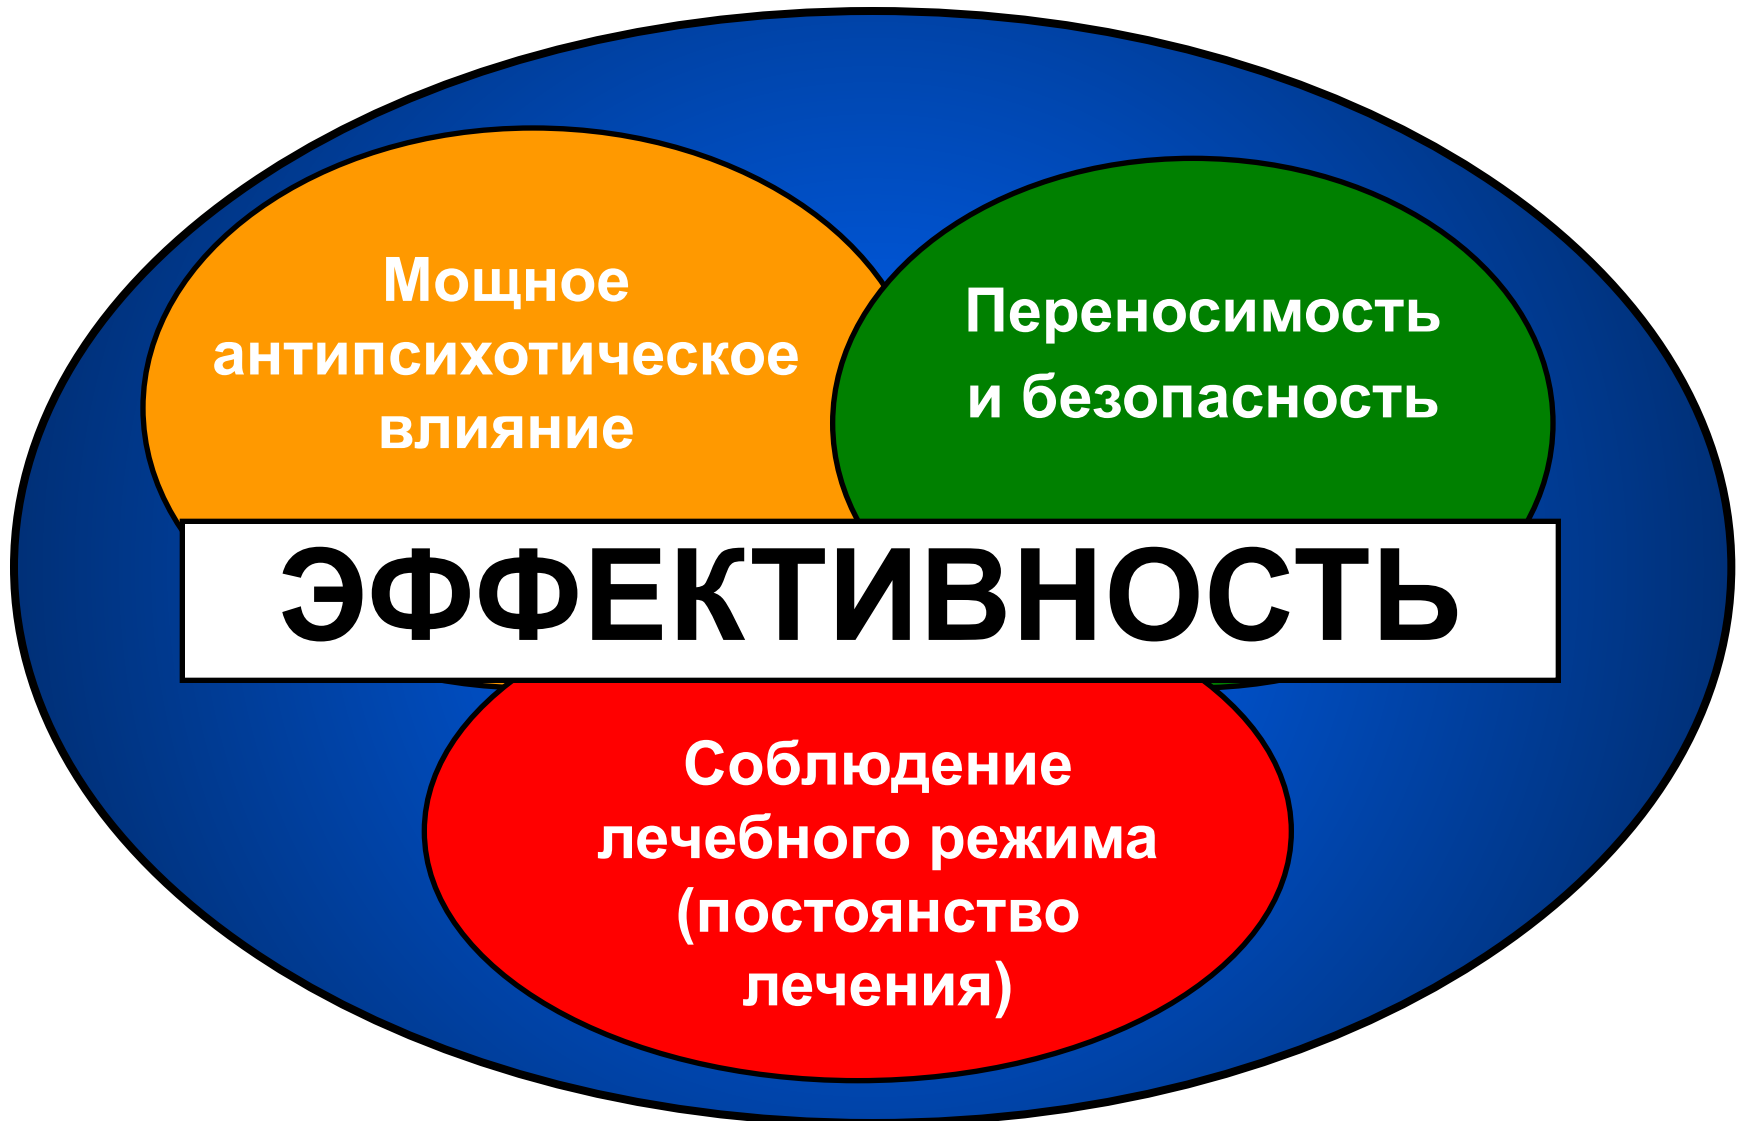 Мощное
антипсихотическое
влияние
Переносимость
и безопасность
ЭФФЕКТИВНОСТЬ
Соблюдение
лечебного режима
(постоянство
лечения)